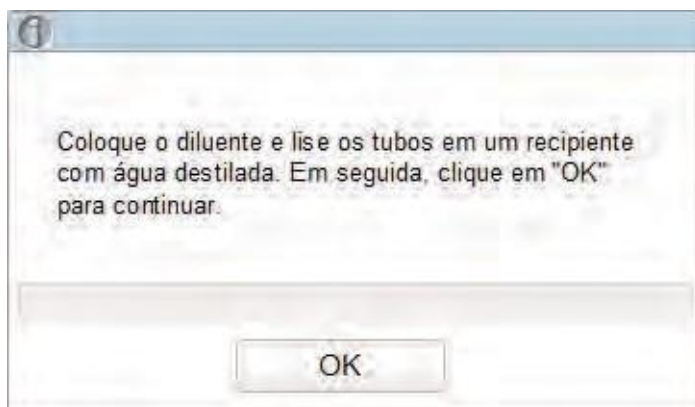 Coloque o diluente e lise os tubos em um recipiente
com água destilada. Em seguida, clique em "OK"
para continuar.
OK